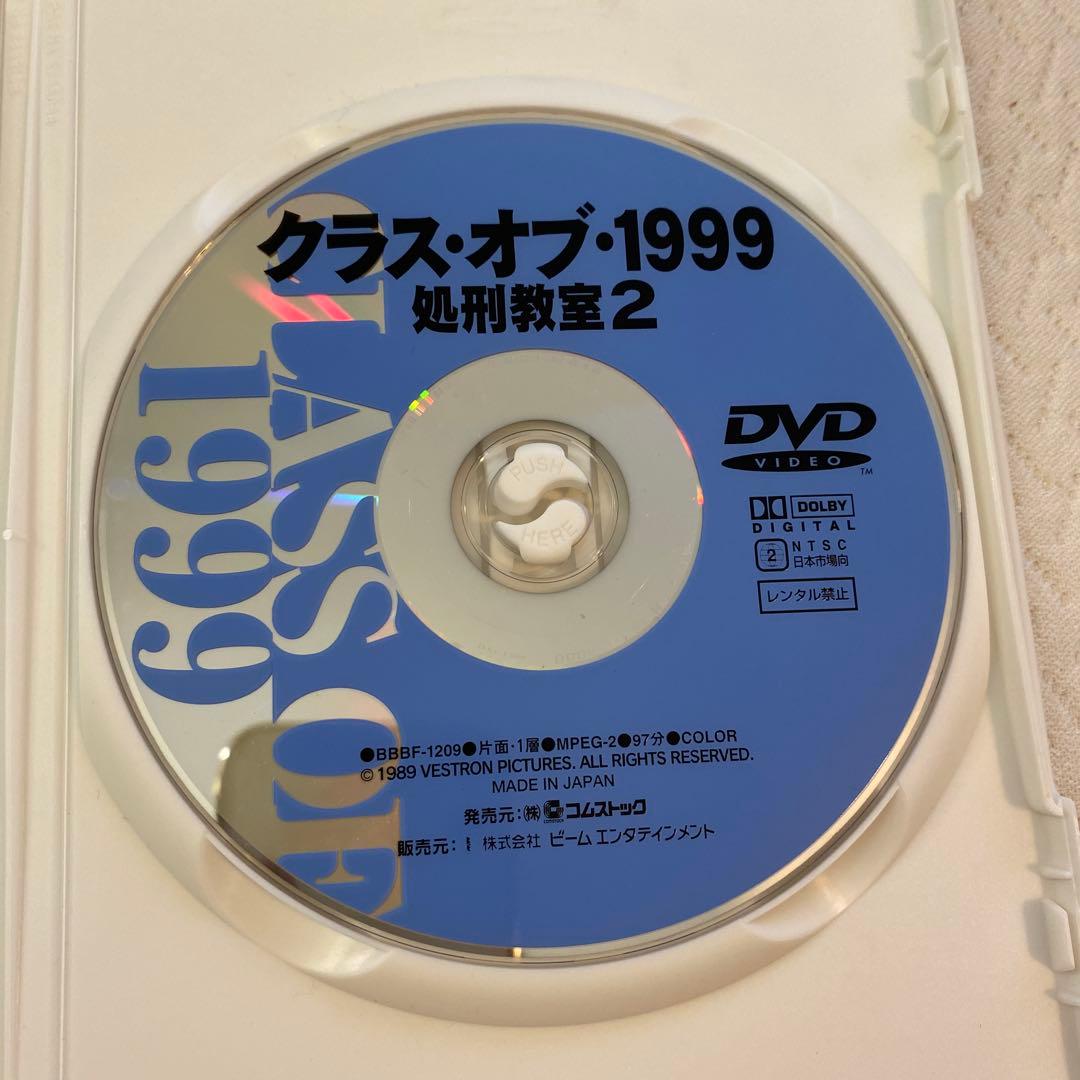 クラス・オブ・1999
処刑教室2
CLASS OF
1999
DVD
VIDEO
TM
DOLBY
DIGITAL
2
NTSC
日本市場向
レンタル禁止
PUSH
HERE
●BBBF-1209●片面・1層●MPEG-2●97分●COLOR
© 1989 VESTRON PICTURES. ALL RIGHTS RESERVED.
MADE IN JAPAN
発売元:㈱ コムストック
販売元: 株式会社 ビーム エンタテインメント